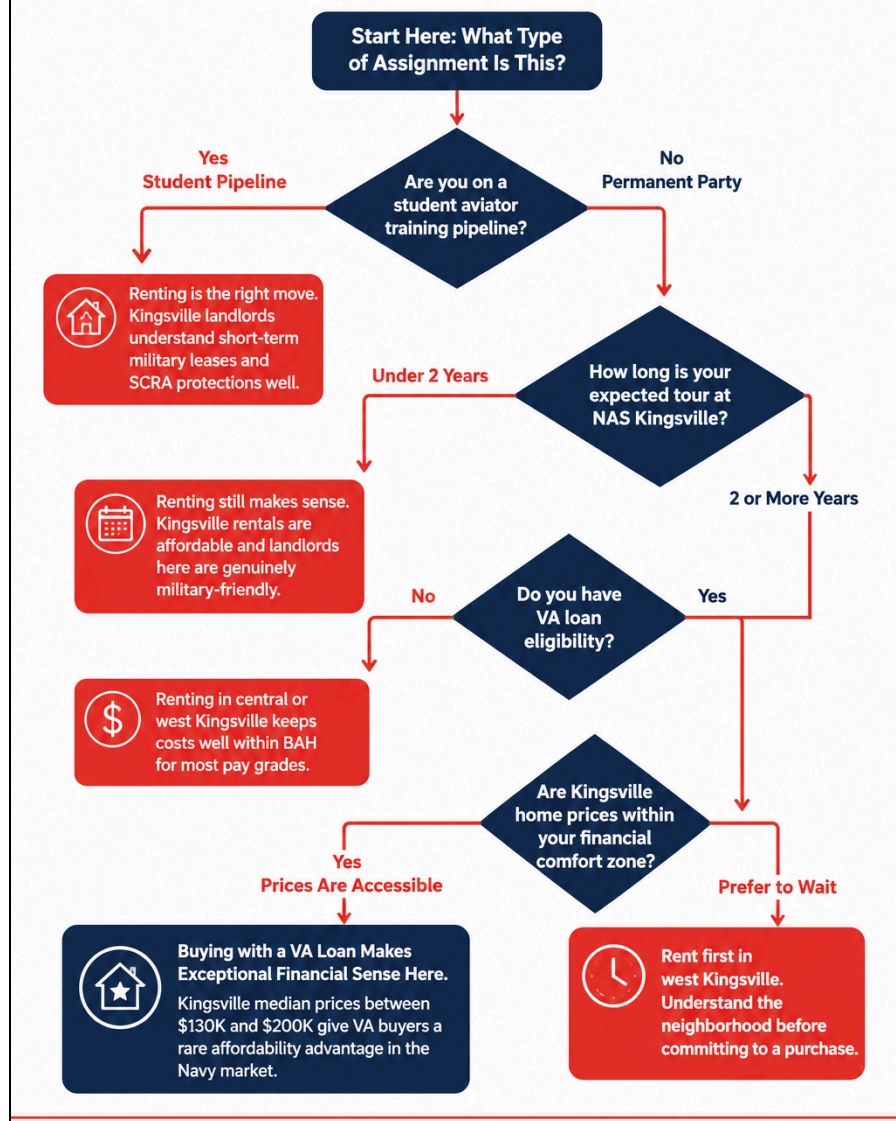 Start Here: What Type
of Assignment Is This?
Yes
Student Pipeline
Are you on a
student aviator
training pipeline?
No
Permanent Party
Renting is the right move.
Kingsville landlords
understand short-term
military leases and
SCRA protections well.
Under 2 Years
How long is your
expected tour at
NAS Kingsville?
2 or More Years
Renting still makes sense.
Kingsville rentals are
affordable and landlords
here are genuinely
military-friendly.
No
Do you have
VA loan
eligibility?
Yes
$
Renting in central or
west Kingsville keeps
costs well within BAH
for most pay grades.
Are Kingsville
home prices within
your financial
comfort zone?
Yes
Prices Are Accessible
Prefer to Wait
Buying with a VA Loan Makes
Exceptional Financial Sense Here.
Kingsville median prices between
$130K and $200K give VA buyers a
rare affordability advantage in the
Navy market.
Rent first in
west Kingsville.
Understand the
neighborhood before
committing to a purchase.